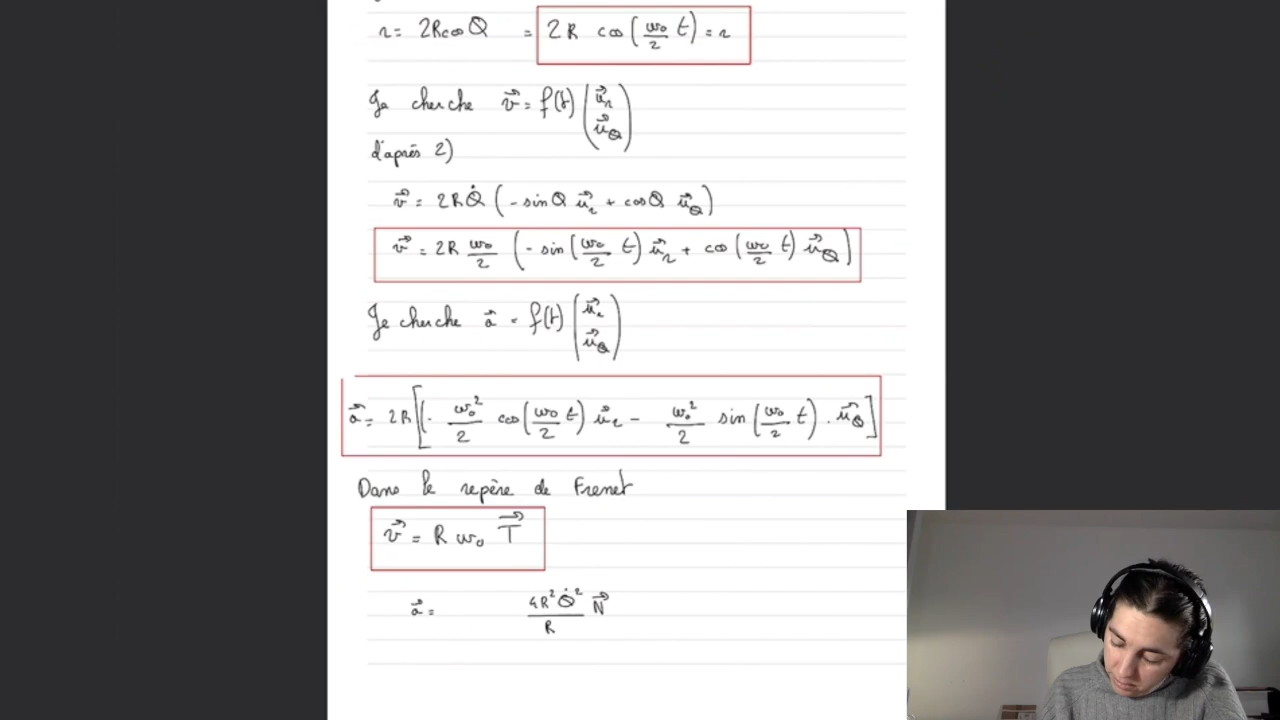 r = 2R cos θ = 2R cos(ω₀/2 t) = r
Je cherche v⃗ = f(t) (u⃗r u⃗θ)
d'après 2)
v⃗ = 2Rθ̇ (- sin θ u⃗r + cos θ u⃗θ)
v⃗ = 2R ω₀/2 (- sin(ω₀/2 t) u⃗r + cos(ω₀/2 t) u⃗θ)
Je cherche a⃗ = f(t) (u⃗r u⃗θ)
a⃗ = 2R[(- ω₀²/2 cos(ω₀/2 t) u⃗r - ω₀²/2 sin(ω₀/2 t) . u⃗θ]
Dans le repère de Frenet
v⃗ = R ω₀ T⃗
a⃗ = 4R²θ̇²/R N⃗